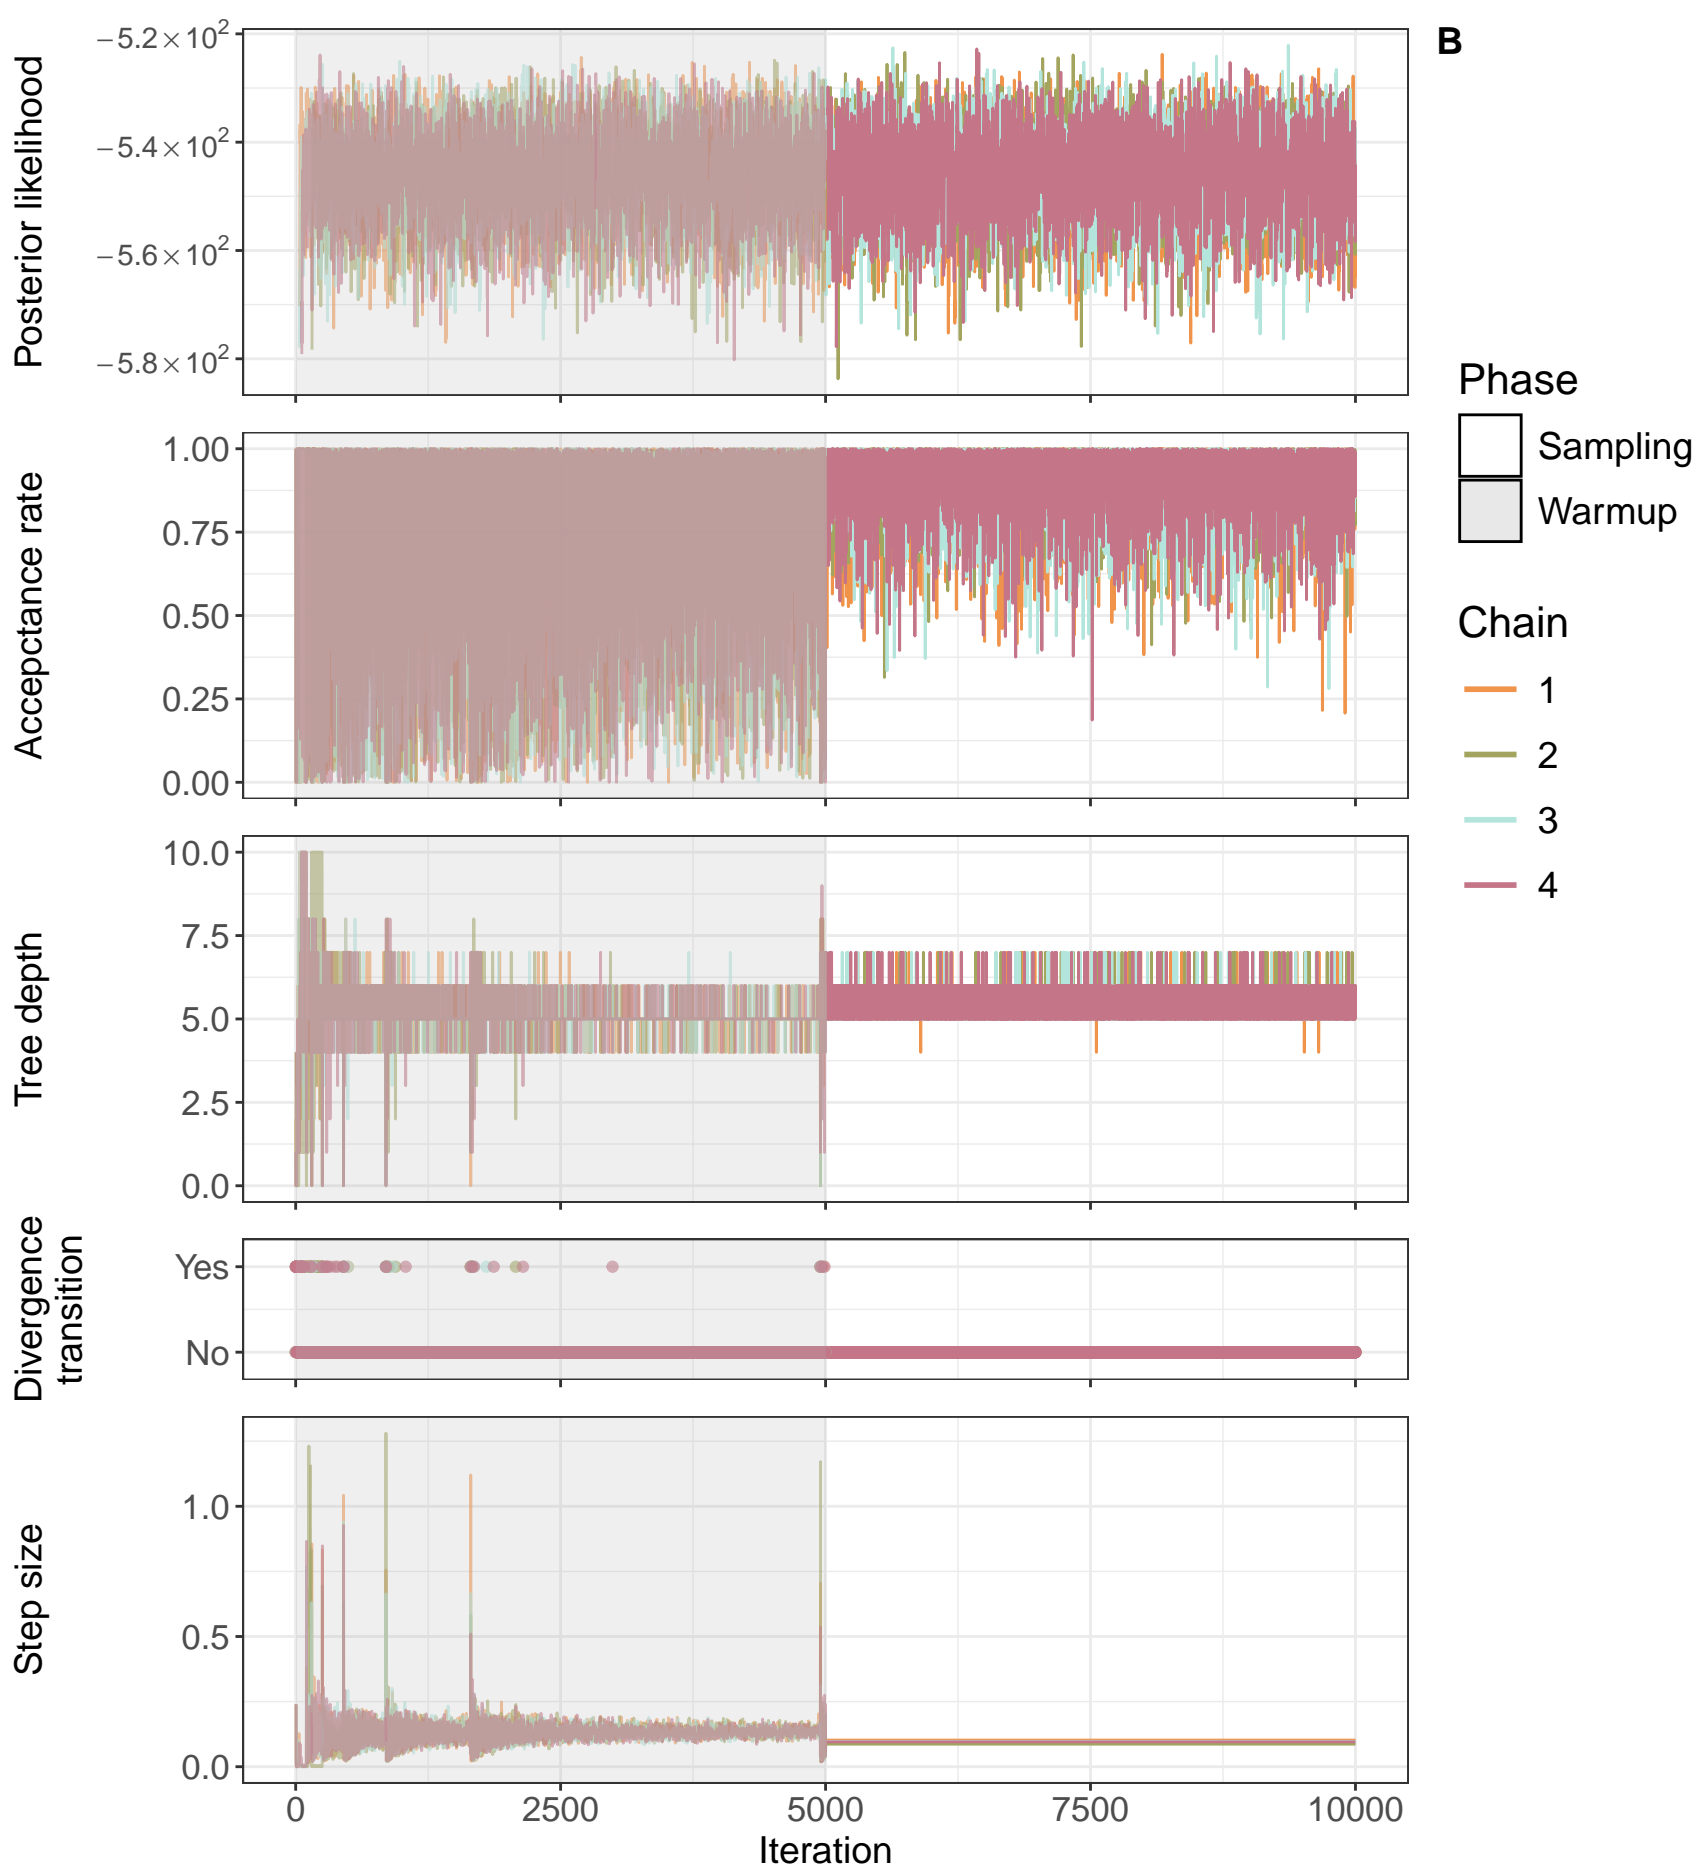 B
Posterior likelihood
−5.2×10²
−5.4×10²
−5.6×10²
−5.8×10²
Accepctance rate
1.00
0.75
0.50
0.25
0.00
Tree depth
10.0
7.5
5.0
2.5
0.0
Divergence
transition
Yes
No
Step size
1.0
0.5
0.0
0 2500 5000 7500 10000
Iteration
Phase
Sampling
Warmup
Chain
1
2
3
4